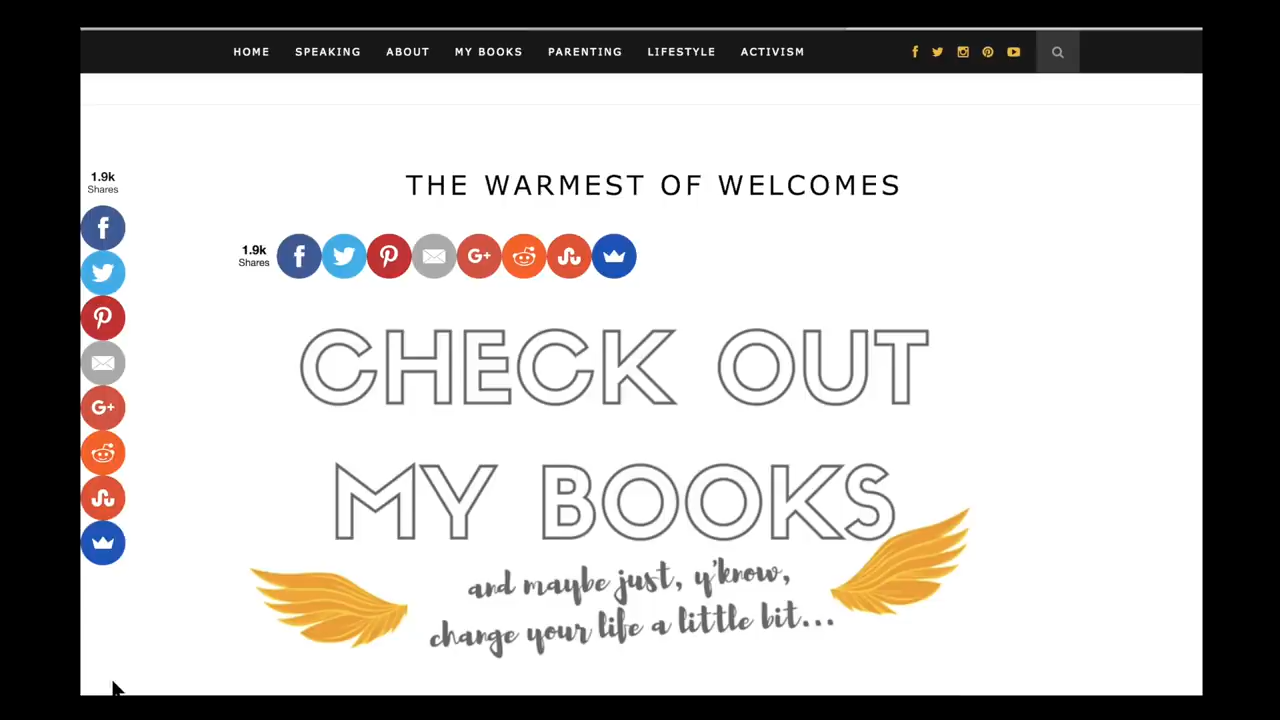 HOME SPEAKING ABOUT MY BOOKS PARENTING LIFESTYLE ACTIVISM
THE WARMEST OF WELCOMES
1.9k
Shares
1.9k
Shares
G+
G+
CHECK OUT
MY BOOKS
and maybe just, y'know,
change your life a little bit...